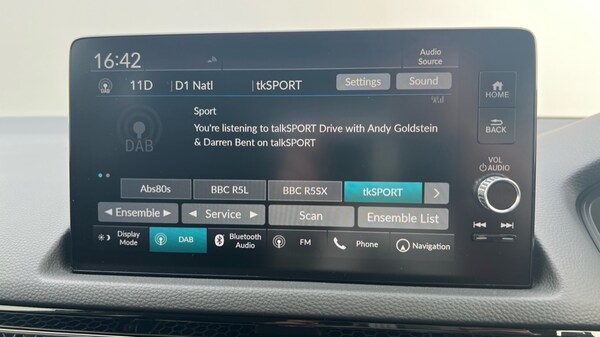 16:42
Audio
Source
DAB
11D
D1 Natl
tkSPORT
Settings
Sound
HOME
Sport
You're listening to talkSPORT Drive with Andy Goldstein
& Darren Bent on talkSPORT
DAB
BACK
VOL
AUDIO
Abs80s
BBC R5L
BBC R5SX
tkSPORT
Ensemble
Service
Scan
Ensemble List
Display
Mode
DAB
Bluetooth
Audio
FM
Phone
Navigation